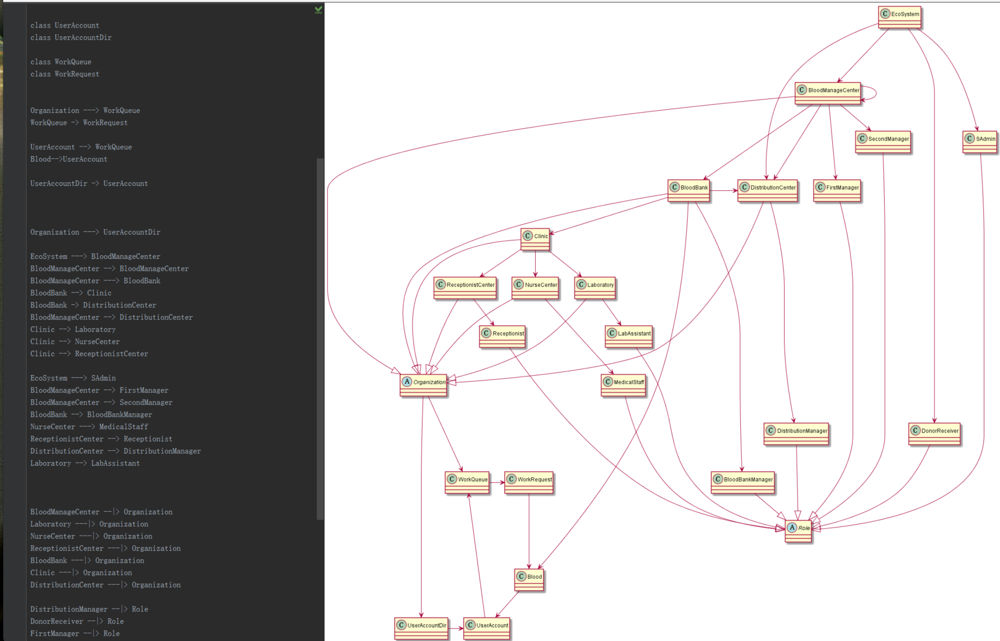 class UserAccount
class UserAccountDir
class WorkQueue
class WorkRequest
Organization ---> WorkQueue
WorkQueue -> WorkRequest
UserAccount --> WorkQueue
Blood-->UserAccount
UserAccountDir -> UserAccount
Organization ---> UserAccountDir
EcoSystem ---> BloodManageCenter
BloodManageCenter --> BloodManageCenter
BloodManageCenter ---> BloodBank
BloodBank --> Clinic
BloodBank -> DistributionCenter
BloodManageCenter --> DistributionCenter
Clinic --> Laboratory
Clinic --> NurseCenter
Clinic --> ReceptionistCenter
EcoSystem ---> SAdmin
BloodManageCenter --> FirstManager
BloodManageCenter --> SecondManager
BloodBank --> BloodBankManager
NurseCenter ---> MedicalStaff
ReceptionistCenter --> Receptionist
DistributionCenter --> DistributionManager
Laboratory --> LabAssistant
BloodManageCenter --|> Organization
Laboratory ---|> Organization
NurseCenter ---|> Organization
ReceptionistCenter ---|> Organization
BloodBank ---|> Organization
Clinic ---|> Organization
DistributionCenter ---|> Organization
DistributionManager --|> Role
DonorReceiver --|> Role
FirstManager --|> Role
C EcoSystem
C BloodManageCenter
C SecondManager
C SAdmin
C BloodBank
C DistributionCenter
C FirstManager
C Clinic
C ReceptionistCenter
C NurseCenter
C Laboratory
C Receptionist
C LabAssistant
A Organization
C MedicalStaff
C DistributionManager
C DonorReceiver
C WorkQueue
C WorkRequest
C BloodBankManager
A Role
C Blood
C UserAccountDir
C UserAccount